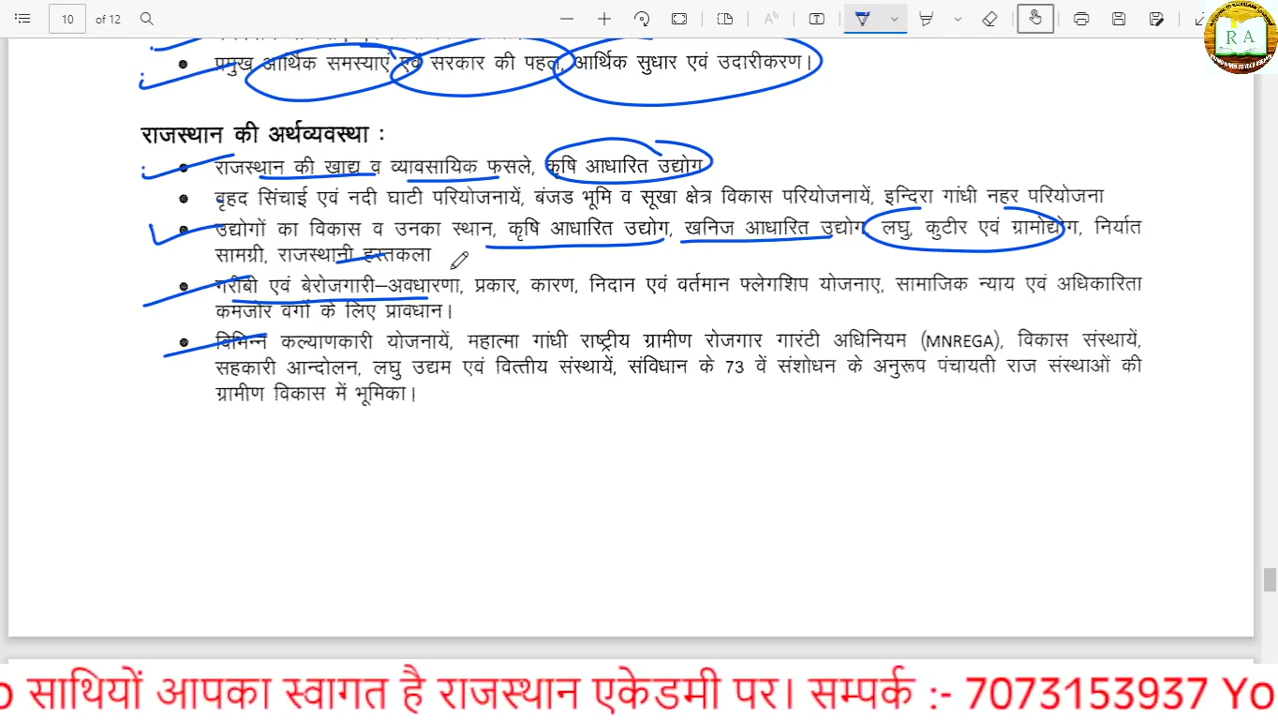 10 of 12
RA
प्रमुख आर्थिक समस्याएं एवं सरकार की पहल, आर्थिक सुधार एवं उदारीकरण।
राजस्थान की अर्थव्यवस्था :
राजस्थान की खाद्य व व्यावसायिक फसले, कृषि आधारित उद्योग
वृहद सिंचाई एवं नदी घाटी परियोजनायें, बंजड भूमि व सूखा क्षेत्र विकास परियोजनायें, इन्दिरा गांधी नहर परियोजना
उद्योगों का विकास व उनका स्थान, कृषि आधारित उद्योग, खनिज आधारित उद्योग, लघु, कुटीर एवं ग्रामोद्योग, निर्यात
सामग्री, राजस्थानी हस्तकला
गरीबी एवं बेरोजगारी–अवधारणा, प्रकार, कारण, निदान एवं वर्तमान फ्लेगशिप योजनाए, सामाजिक न्याय एवं अधिकारिता
कमजोर वर्गों के लिए प्रावधान।
विभिन्न कल्याणकारी योजनायें, महात्मा गांधी राष्ट्रीय ग्रामीण रोजगार गारंटी अधिनियम (MNREGA), विकास संस्थायें,
सहकारी आन्दोलन, लघु उद्यम एवं वित्तीय संस्थायें, संविधान के 73 वें संशोधन के अनुरूप पंचायती राज संस्थाओं की
ग्रामीण विकास में भूमिका।
साथियों आपका स्वागत है राजस्थान एकेडमी पर। सम्पर्क :- 7073153937 Yo